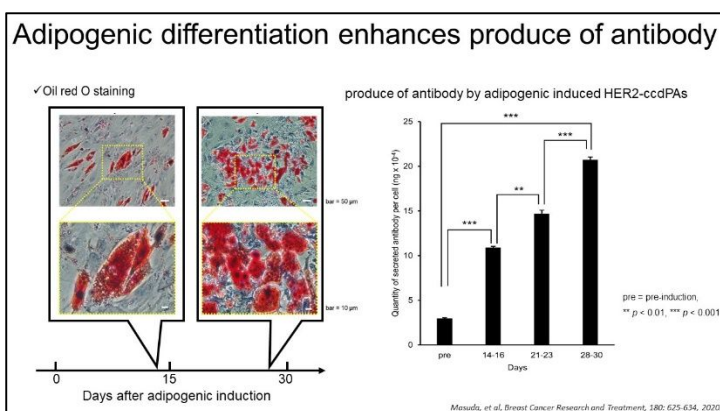 Adipogenic differentiation enhances produce of antibody
✓Oil red O staining
bar = 50 µm
bar = 10 µm
0
15
30
Days after adipogenic induction
produce of antibody by adipogenic induced HER2-ccdPAs
Quantity of secreted antibody per cell (ng x 10⁻⁶)
25
20
15
10
5
0
***
***
**
***
pre
14-16
21-23
28-30
Days
pre = pre-induction,
** p < 0.01, *** p < 0.001
Masuda, et al, Breast Cancer Research and Treatment, 180: 625-634, 2020